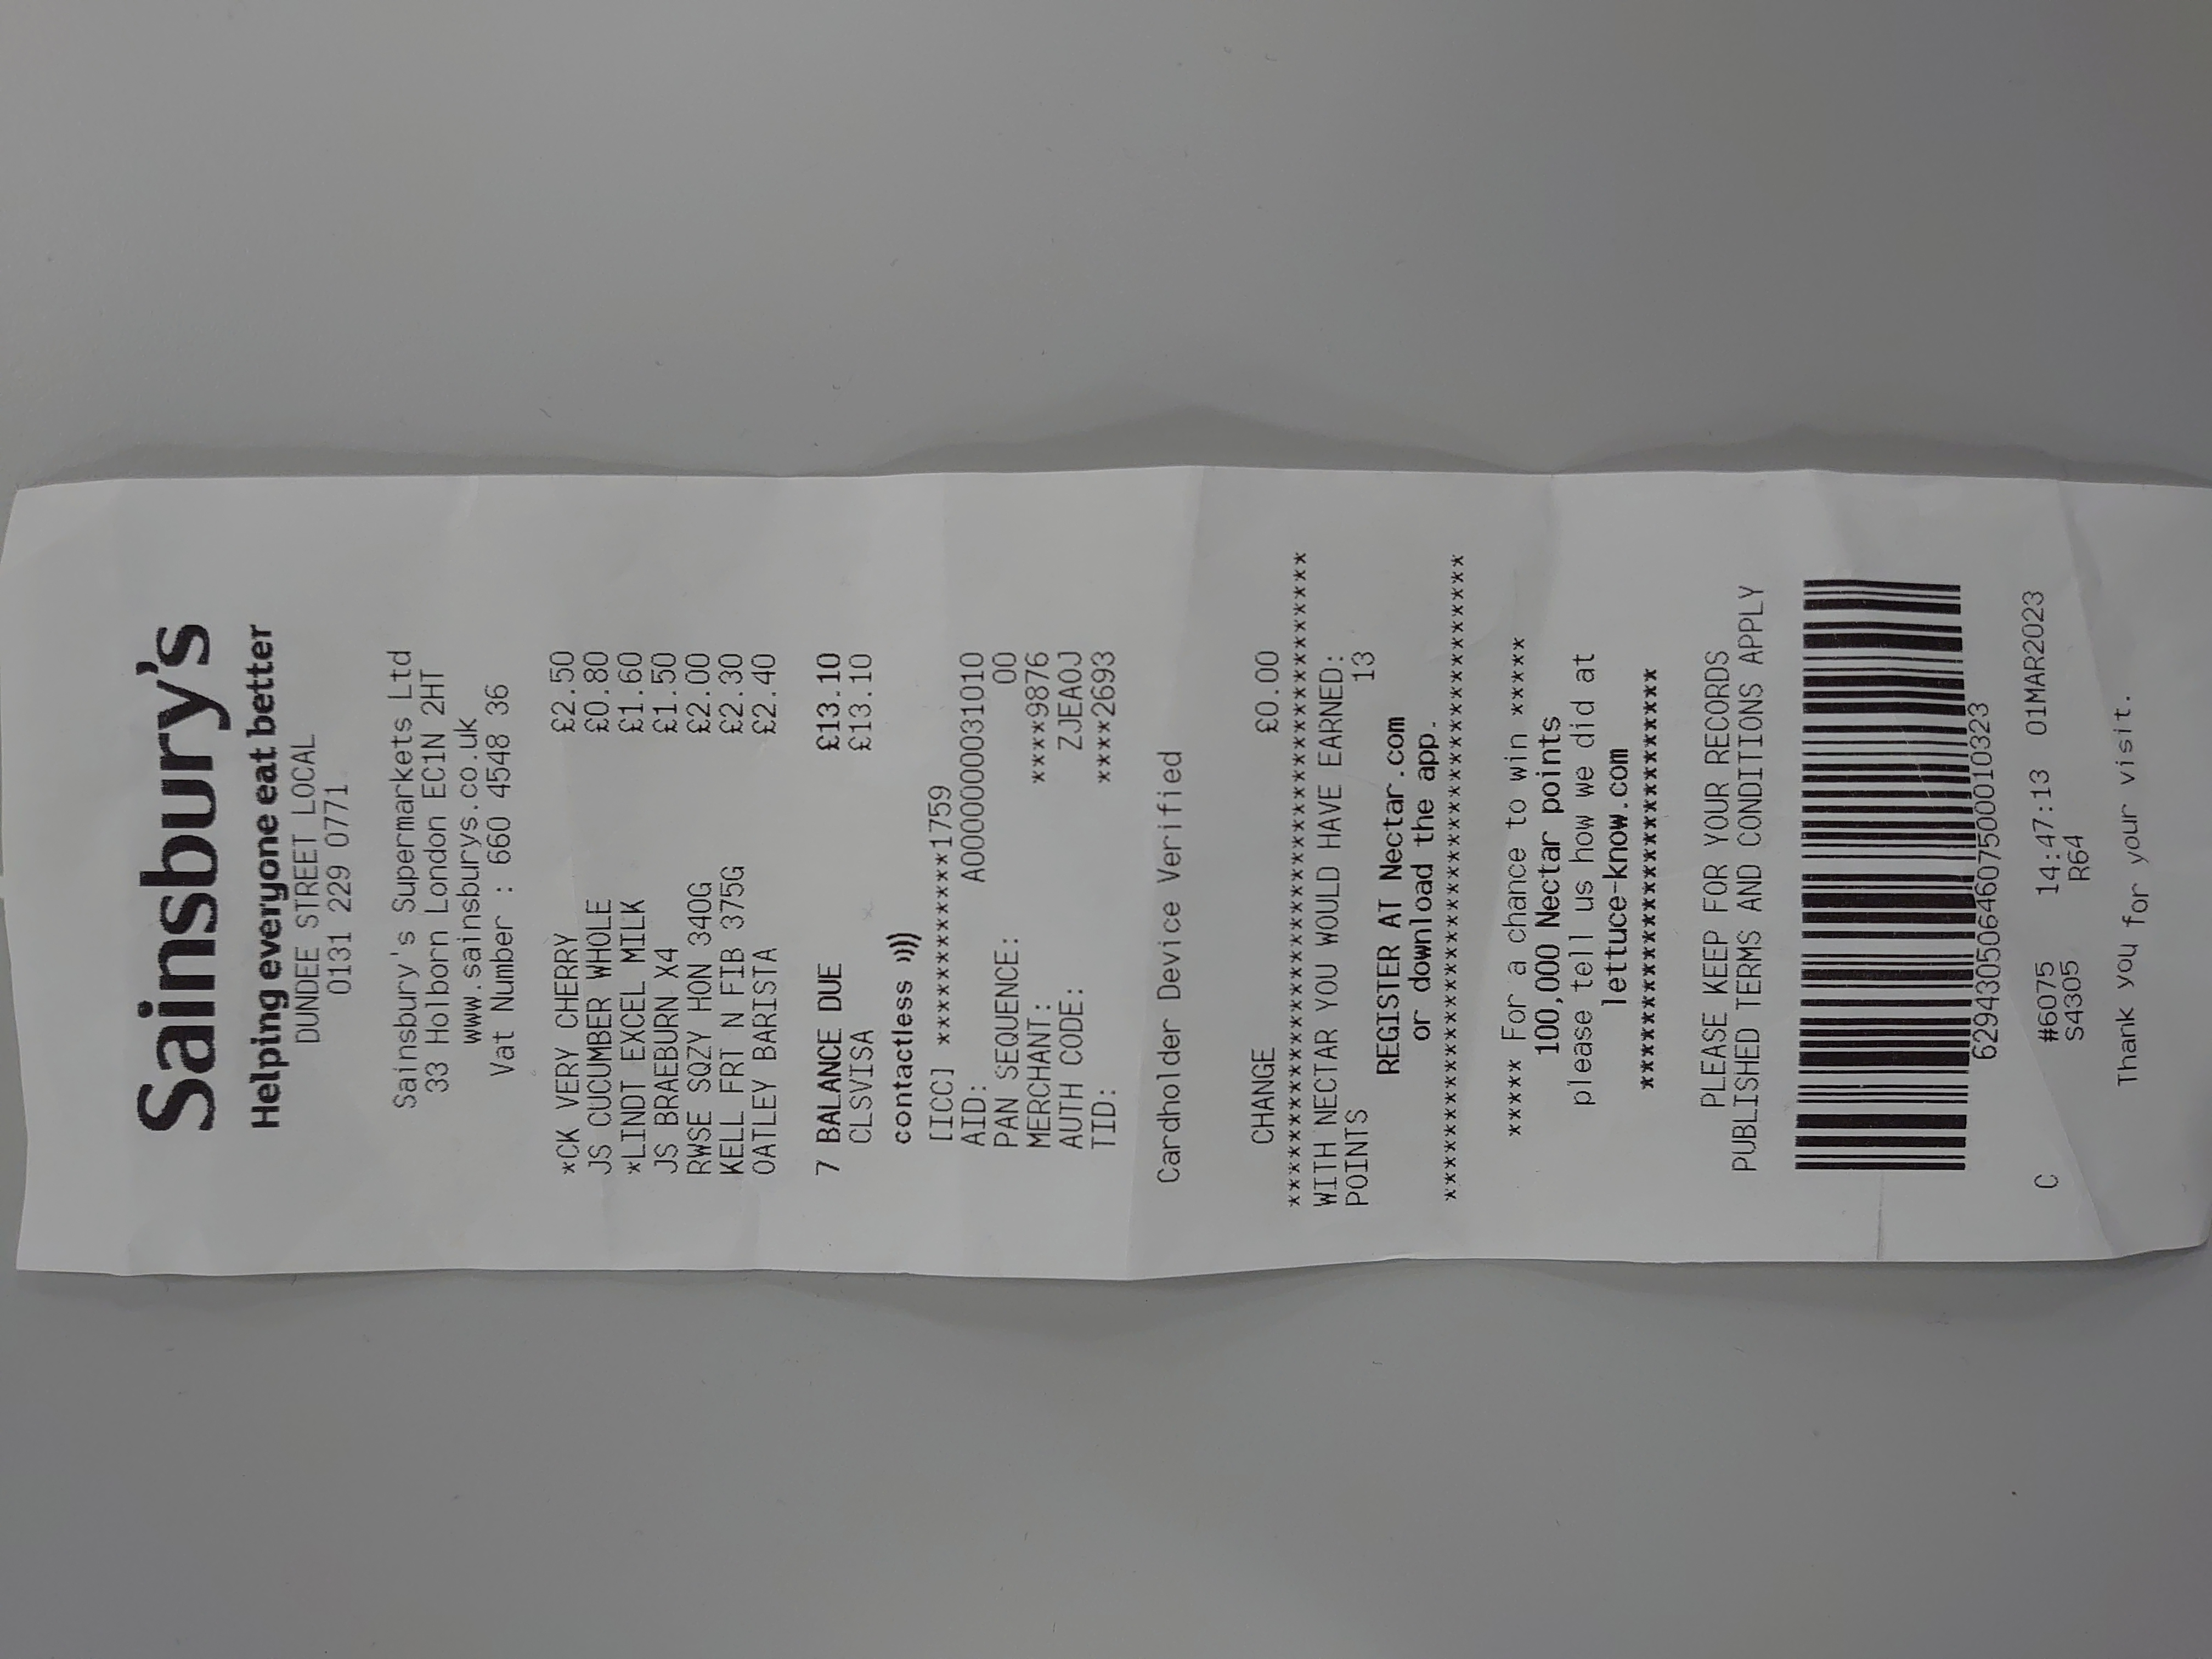 Sainsbury's
Helping everyone eat better
DUNDEE STREET LOCAL
0131 229 0771
Sainsbury's Supermarkets Ltd
33 Holborn London EC1N 2HT
www.sainsburys.co.uk
Vat Number : 660 4548 36
*CK VERY CHERRY £2.50
JS CUCUMBER WHOLE £0.80
*LINDT EXCEL MILK £1.60
JS BRAEBURN X4 £1.50
RWSE SQZY HON 340G £2.00
KELL FRT N FIB 375G £2.30
OATLEY BARISTA £2.40
7 BALANCE DUE £13.10
CLSVISA £13.10
contactless
[ICC] ************1759
AID: A0000000031010
PAN SEQUENCE: 00
MERCHANT: ****9876
AUTH CODE: ZJEA0J
TID: ****2693
Cardholder Device Verified
CHANGE £0.00
****************************************
WITH NECTAR YOU WOULD HAVE EARNED:
POINTS 13
REGISTER AT Nectar.com
or download the app.
****************************************
***** For a chance to win *****
100,000 Nectar points
please tell us how we did at
lettuce-know.com
**************************
PLEASE KEEP FOR YOUR RECORDS
PUBLISHED TERMS AND CONDITIONS APPLY
6294305064607500010323
C #6075 14:47:13 01MAR2023
S4305 R64
Thank you for your visit.